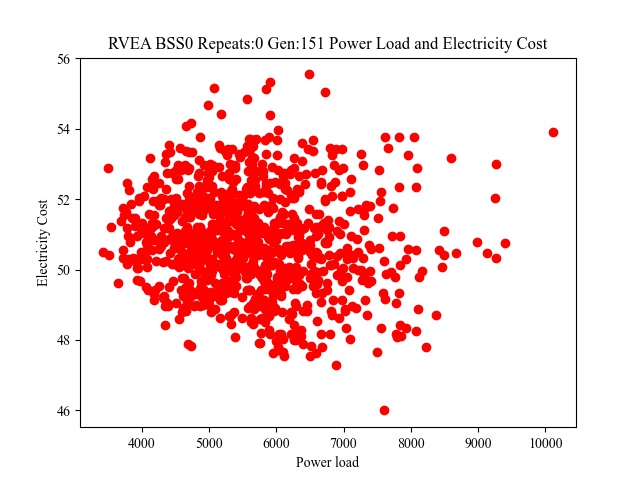 RVEA BSS0 Repeats:0 Gen:151 Power Load and Electricity Cost
56
54
52
50
48
46
Electricity Cost
4000 5000 6000 7000 8000 9000 10000
Power load